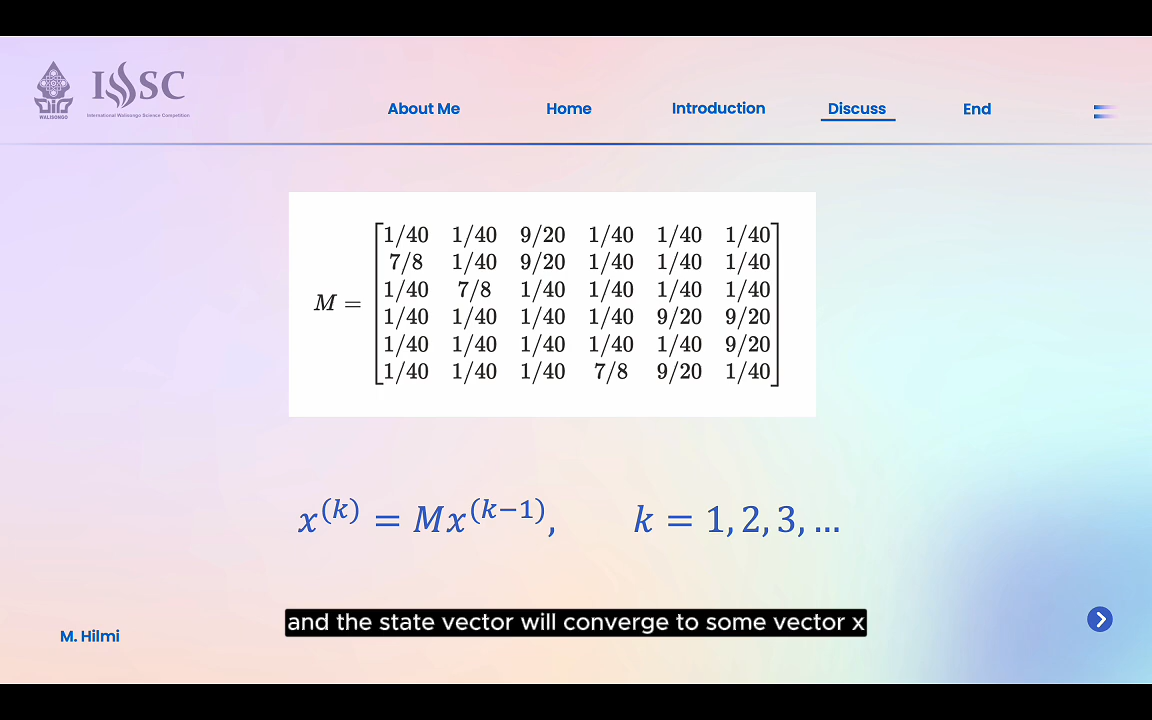 WALISONGO
ISSC
International Walisongo Science Competition
About Me
Home
Introduction
Discuss
End
M =
1/40 1/40 9/20 1/40 1/40 1/40
7/8 1/40 9/20 1/40 1/40 1/40
1/40 7/8 1/40 1/40 1/40 1/40
1/40 1/40 1/40 1/40 9/20 9/20
1/40 1/40 1/40 1/40 1/40 9/20
1/40 1/40 1/40 7/8 9/20 1/40
x^(k) = Mx^(k−1), k = 1, 2, 3, ...
and the state vector will converge to some vector x
M. Hilmi